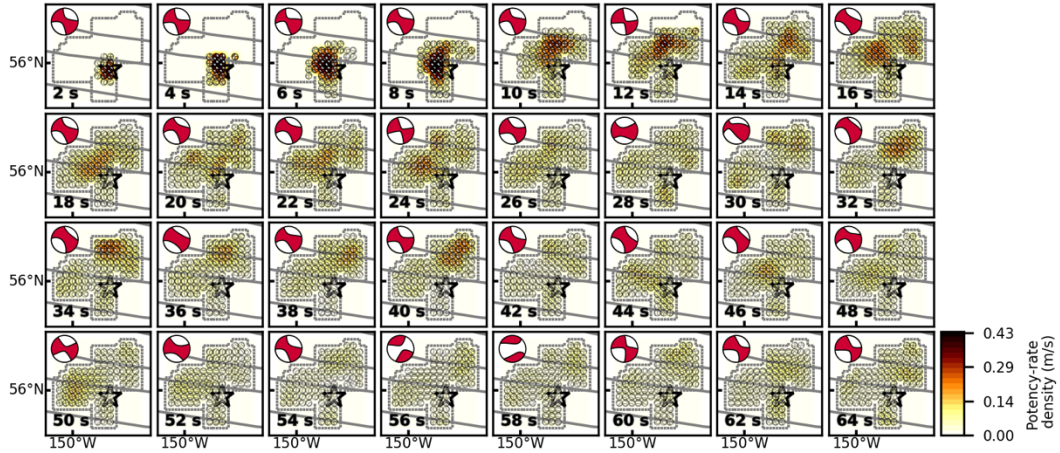 56°N
2 s
4 s
6 s
8 s
10 s
12 s
14 s
16 s
56°N
18 s
20 s
22 s
24 s
26 s
28 s
30 s
32 s
56°N
34 s
36 s
38 s
40 s
42 s
44 s
46 s
48 s
56°N
50 s
52 s
54 s
56 s
58 s
60 s
62 s
64 s
150°W
150°W
150°W
150°W
150°W
150°W
150°W
150°W
0.43
0.29
0.14
0.00
Potency-rate
density (m/s)